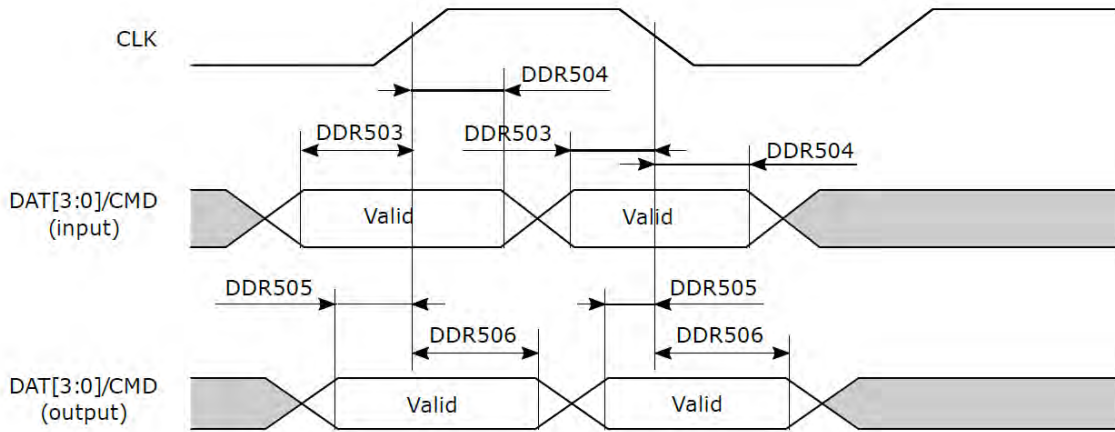 CLK
DDR504
DDR503
DDR503
DDR504
DAT[3:0]/CMD
(input)
Valid
Valid
DDR505
DDR505
DDR506
DDR506
DAT[3:0]/CMD
(output)
Valid
Valid